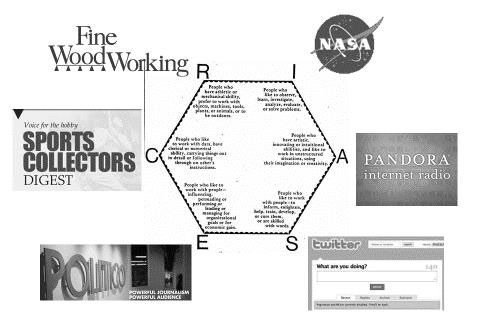 Fine
WoodWorking
NASA
R
I
People who
have athletic or
mechanical ability,
prefer to work with
objects, machines, tools,
plants, or animals, or to
be outdoors.
People who
like to observe,
learn, investigate,
analyze, evaluate,
or solve problems.
Voice for the hobby
SPORTS
COLLECTORS
DIGEST
C
People who like
to work with data, have
clerical or numerical
ability, carrying things out
in detail or following
through on other's
instructions.
People who have
artistic,
innovating or intuitional
abilities, and like to
work in unstructured
situations, using
their imagination or creativity.
A
PANDORA
internet radio
People who like to
work with people—
influencing,
persuading or
performing or
leading or
managing for
organizational
goals or for
economic gain.
People who
like to work
with people—to
inform, enlighten,
help, train, develop,
or cure them,
or are skilled
with words.
E
S
POLITICO
POWERFUL JOURNALISM
POWERFUL AUDIENCE
twitter
What are you doing?